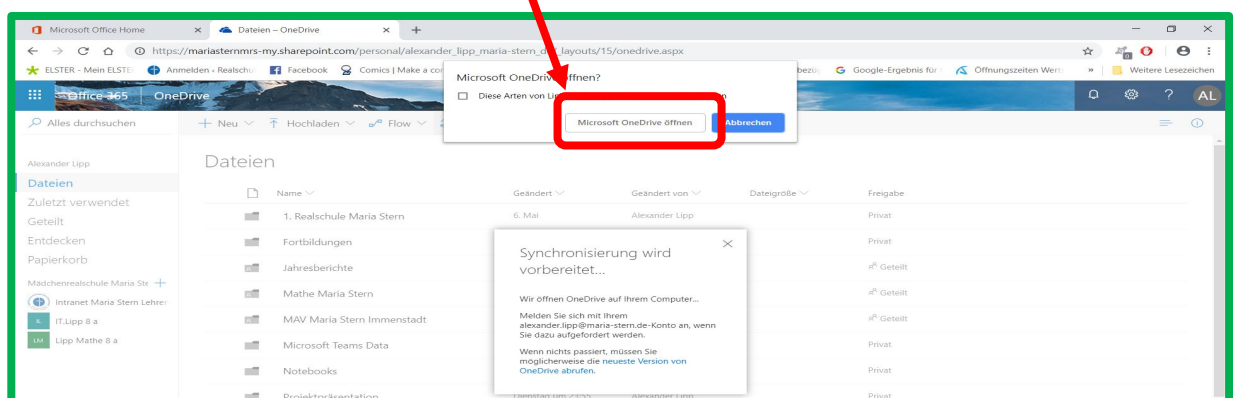 Microsoft Office Home
Dateien – OneDrive
https://mariasternmrs-my.sharepoint.com/personal/alexander_lipp_maria-stern_de/_layouts/15/onedrive.aspx
ELSTER - Mein ELSTE Anmelden ‹ Realschu Facebook Comics | Make a co Google-Ergebnis für Öffnungszeiten Wert » Weitere Lesezeichen
Microsoft OneDrive öffnen?
Diese Arten von
Microsoft OneDrive öffnen Abbrechen
Office 365 OneDrive ? AL
Alles durchsuchen + Neu Hochladen Flow
Alexander Lipp
Dateien
Zuletzt verwendet
Geteilt
Entdecken
Papierkorb
Mädchenrealschule Maria Ste +
Intranet Maria Stern Lehrer
IT.Lipp 8 a
LM Lipp Mathe 8 a
Dateien
Name Geändert Geändert von Dateigröße Freigabe
1. Realschule Maria Stern 6. Mai Alexander Lipp Privat
Fortbildungen Privat
Jahresberichte Geteilt
Mathe Maria Stern Geteilt
MAV Maria Stern Immenstadt Geteilt
Microsoft Teams Data Privat
Notebooks Privat
Projektpräsentation Dienstag um Alexander Lipp Privat
Synchronisierung wird
vorbereitet...
Wir öffnen OneDrive auf Ihrem Computer...
Melden Sie sich mit Ihrem
alexander.lipp@maria-stern.de-Konto an, wenn
Sie dazu aufgefordert werden.
Wenn nichts passiert, müssen Sie
möglicherweise die neueste Version von
OneDrive abrufen.